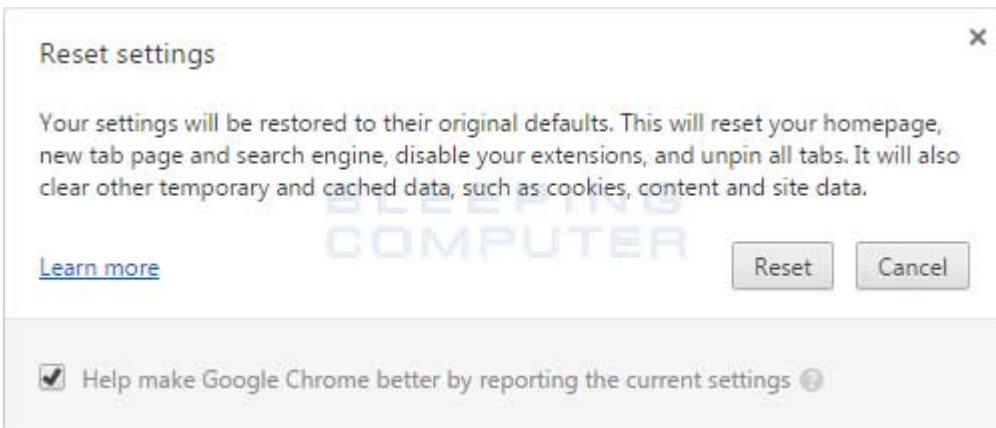 Reset settings
Your settings will be restored to their original defaults. This will reset your homepage,
new tab page and search engine, disable your extensions, and unpin all tabs. It will also
clear other temporary and cached data, such as cookies, content and site data.
BLEEPING
COMPUTER
Learn more
Reset
Cancel
Help make Google Chrome better by reporting the current settings